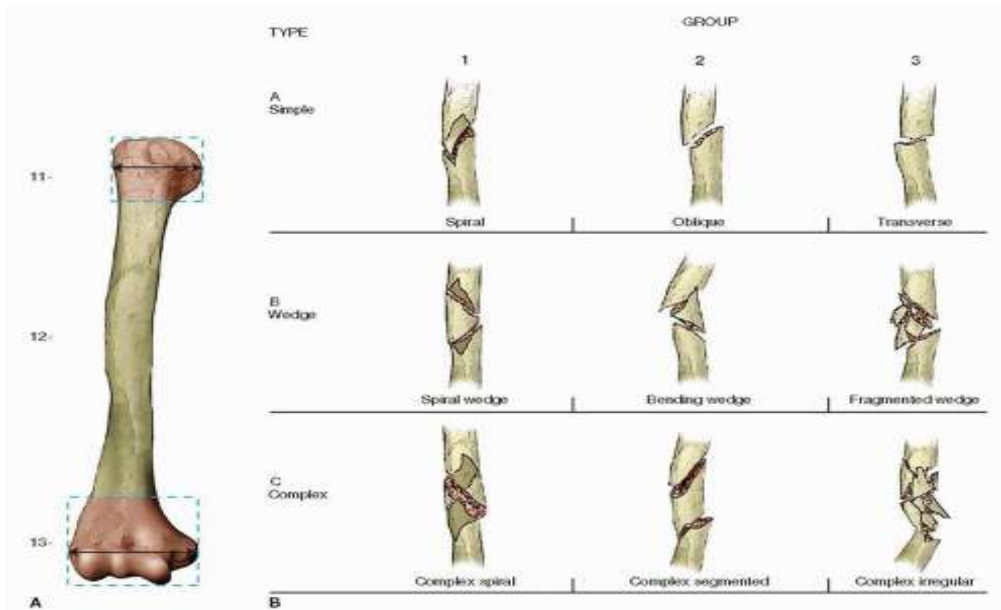 TYPE
GROUP
1 2 3
A
Simple
Spiral Oblique Transverse
B
Wedge
Spiral wedge Bending wedge Fragmented wedge
C
Complex
Complex spiral Complex segmented Complex irregular
11-
12-
13-
A
B